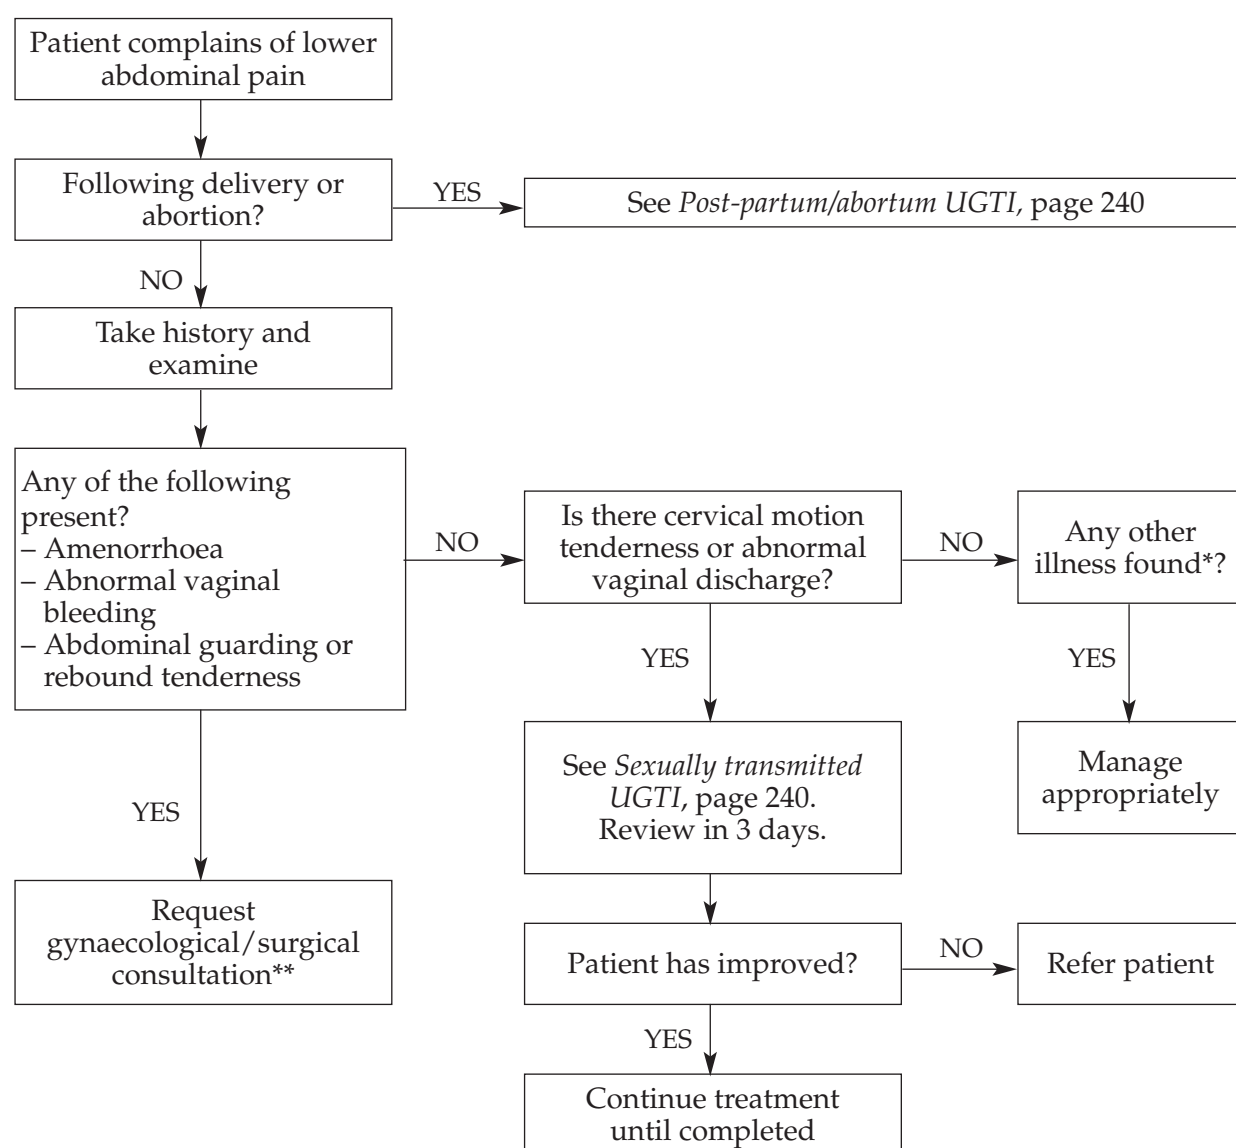 Patient complains of lower
abdominal pain
Following delivery or
abortion?
YES
See Post-partum/abortum UGTI, page 240
NO
Take history and
examine
Any of the following
present?
– Amenorrhoea
– Abnormal vaginal
bleeding
– Abdominal guarding or
rebound tenderness
NO
Is there cervical motion
tenderness or abnormal
vaginal discharge?
NO
Any other
illness found*?
YES
YES
See Sexually transmitted
UGTI, page 240.
Review in 3 days.
Manage
appropriately
YES
Request
gynaecological/surgical
consultation**
Patient has improved?
NO
Refer patient
YES
Continue treatment
until completed